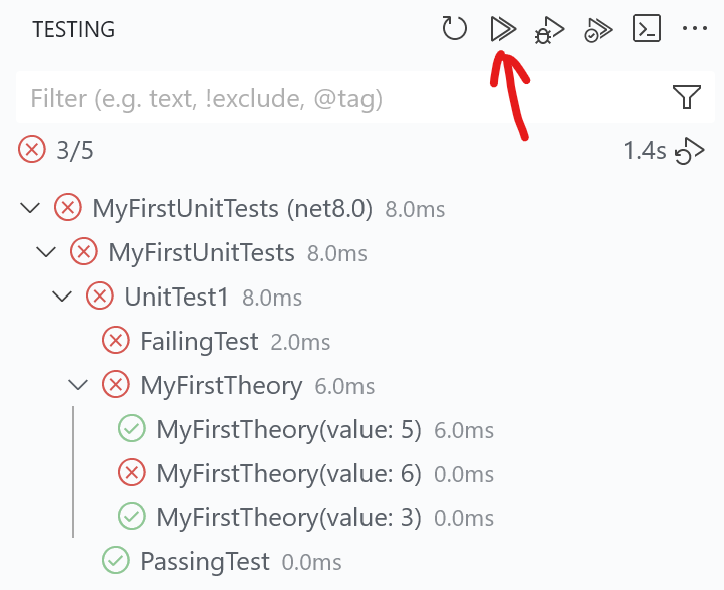 TESTING
Filter (e.g. text, !exclude, @tag)
3/5 1.4s
MyFirstUnitTests (net8.0) 8.0ms
MyFirstUnitTests 8.0ms
UnitTest1 8.0ms
FailingTest 2.0ms
MyFirstTheory 6.0ms
MyFirstTheory(value: 5) 6.0ms
MyFirstTheory(value: 6) 0.0ms
MyFirstTheory(value: 3) 0.0ms
PassingTest 0.0ms